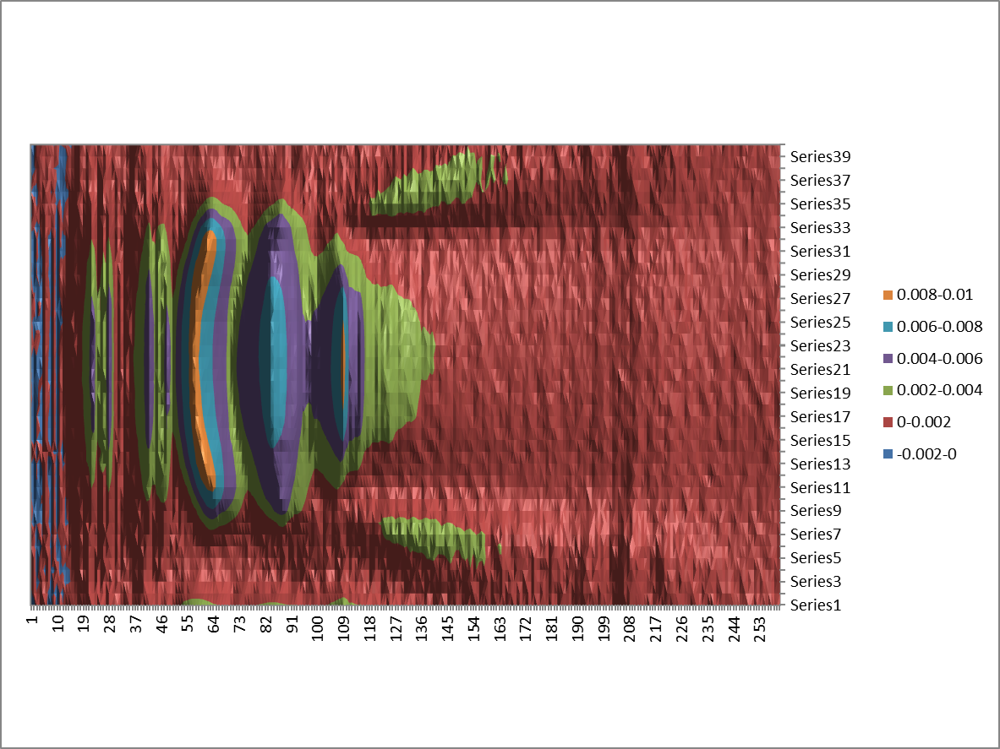 Series39
Series37
Series35
Series33
Series31
Series29
Series27
Series25
Series23
Series21
Series19
Series17
Series15
Series13
Series11
Series9
Series7
Series5
Series3
Series1
1 10 19 28 37 46 55 64 73 82 91 100 109 118 127 136 145 154 163 172 181 190 199 208 217 226 235 244 253
0.008-0.01
0.006-0.008
0.004-0.006
0.002-0.004
0-0.002
-0.002-0